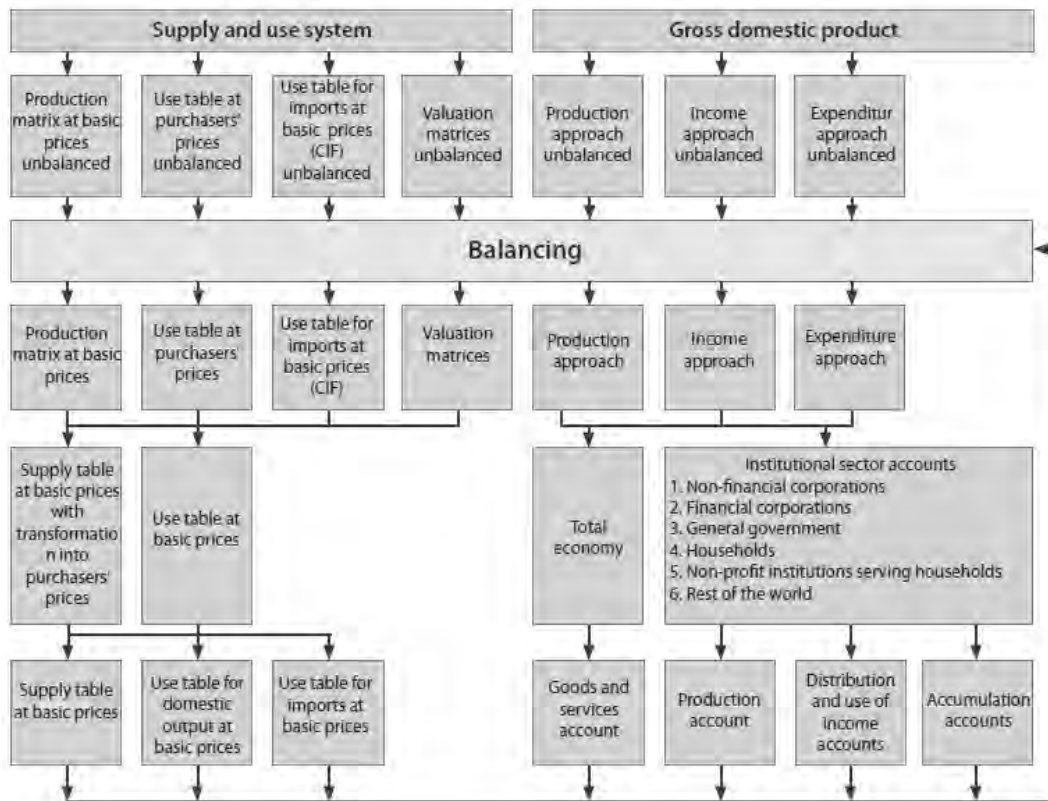 Supply and use system
Gross domestic product
Production
matrix at basic
prices
unbalanced
Use table at
purchasers'
prices
unbalanced
Use table for
imports at
basic prices
(CIF)
unbalanced
Valuation
matrices
unbalanced
Production
approach
unbalanced
Income
approach
unbalanced
Expenditur
approach
unbalanced
Balancing
Production
matrix at basic
prices
Use table at
purchasers'
prices
Use table for
imports at
basic prices
(CIF)
Valuation
matrices
Production
approach
Income
approach
Expenditure
approach
Supply table
at basic prices
with
transformatio
n into
purchasers'
prices
Use table at
basic prices
Total
economy
Institutional sector accounts
1. Non-financial corporations
2. Financial corporations
3. General government
4. Households
5. Non-profit institutions serving households
6. Rest of the world
Supply table
at basic prices
Use table for
domestic
output at
basic prices
Use table for
imports at
basic prices
Goods and
services
account
Production
account
Distribution
and use of
income
accounts
Accumulation
accounts